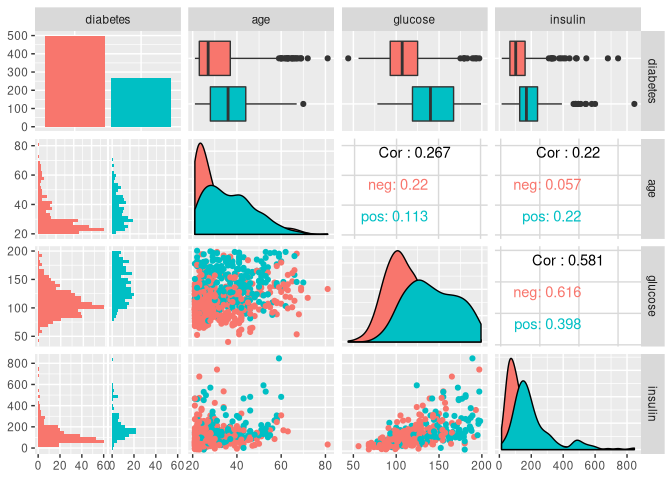 diabetes age glucose insulin
500
400
300
200
100
0
diabetes
80
60
40
20
Cor : 0.267
neg: 0.22
pos: 0.113
Cor : 0.22
neg: 0.057
pos: 0.22
age
200
150
100
50
Cor : 0.581
neg: 0.616
pos: 0.398
glucose
800
600
400
200
0
insulin
0 20 40 60 0 20 40 60 20 40 60 80 50 100 150 200 0 200 400 600 800